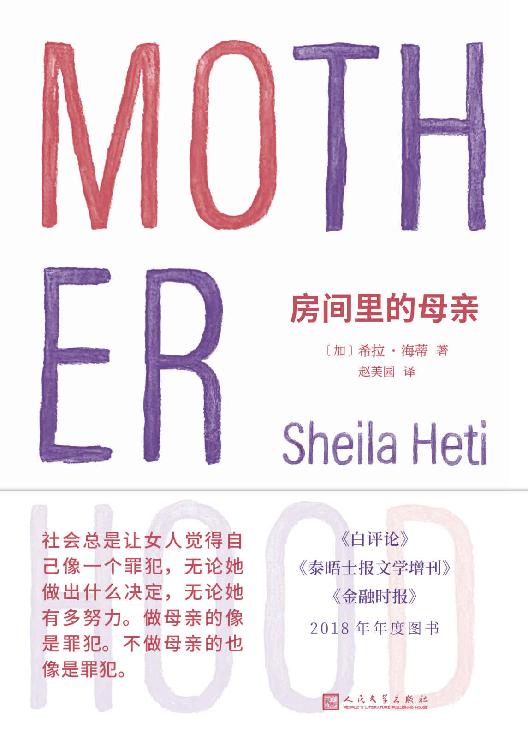 MOTH
ER
房间里的母亲
〔加〕希拉·海蒂 著
赵美园 译
Sheila Heti
HOOD
社会总是让女人觉得自
己像一个罪犯，无论她
做出什么决定，无论她
有多努力。做母亲的像
是罪犯。不做母亲的也
像是罪犯。
《白评论》
《泰晤士报文学增刊》
《金融时报》
2018年年度图书
人民文学出版社
PEOPLE'S LITERATURE PUBLISHING HOUSE